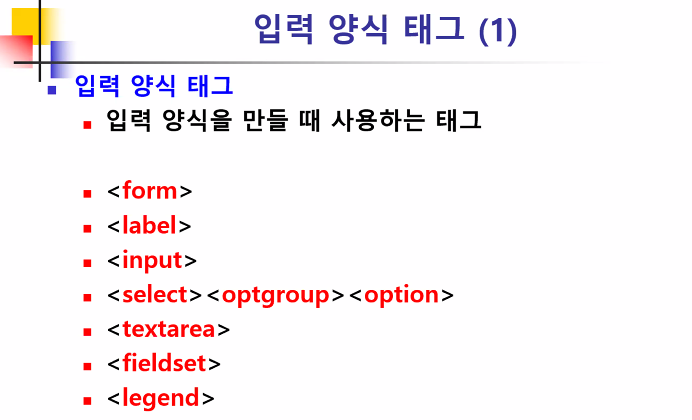 입력 양식 태그 (1)
입력 양식 태그
입력 양식을 만들 때 사용하는 태그
<form>
<label>
<input>
<select><optgroup><option>
<textarea>
<fieldset>
<legend>